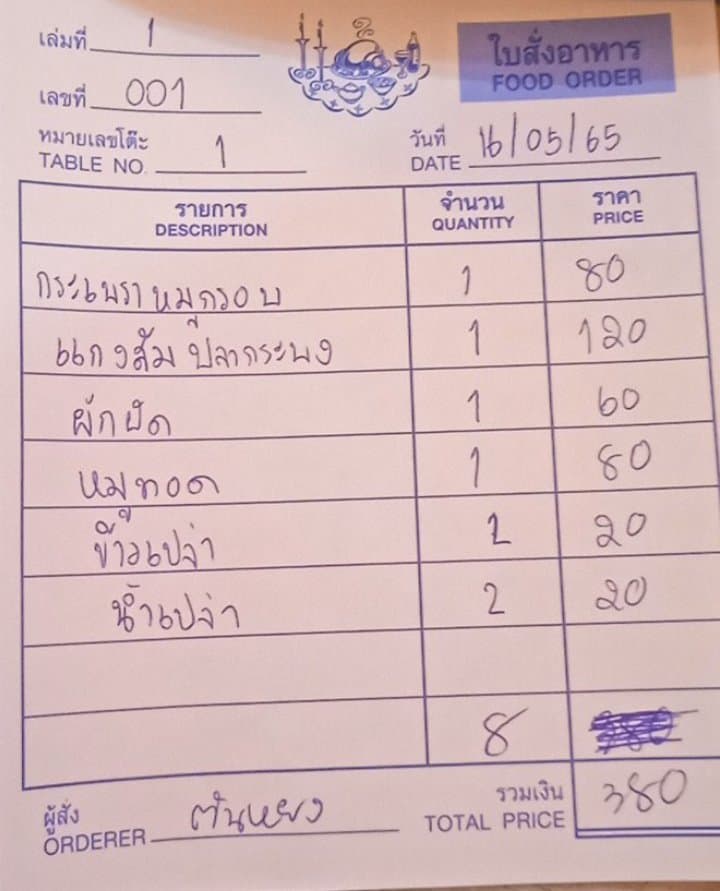 เล่มที่ 1
ใบสั่งอาหาร
FOOD ORDER
เลขที่ 001
หมายเลขโต๊ะ
TABLE NO. 1
วันที่
DATE 16/05/65
รายการ จำนวน ราคา
DESCRIPTION QUANTITY PRICE
กระเพราหมูกรอบ 1 80
แกงส้มปลากระพง 1 120
ผักผัด 1 60
หมูทอด 1 80
ข้าวเปล่า 2 20
น้ำเปล่า 2 20
8
ผู้สั่ง รวมเงิน
ORDERER ต้นหยง TOTAL PRICE 380